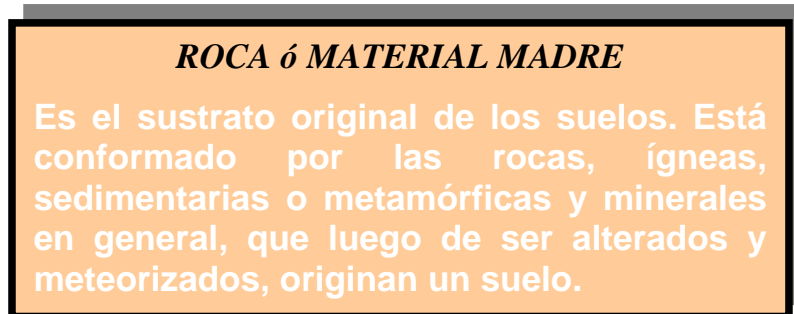 ROCA ó MATERIAL MADRE
Es el sustrato original de los suelos. Está
conformado por las rocas, ígneas,
sedimentarias o metamórficas y minerales
en general, que luego de ser alterados y
meteorizados, originan un suelo.